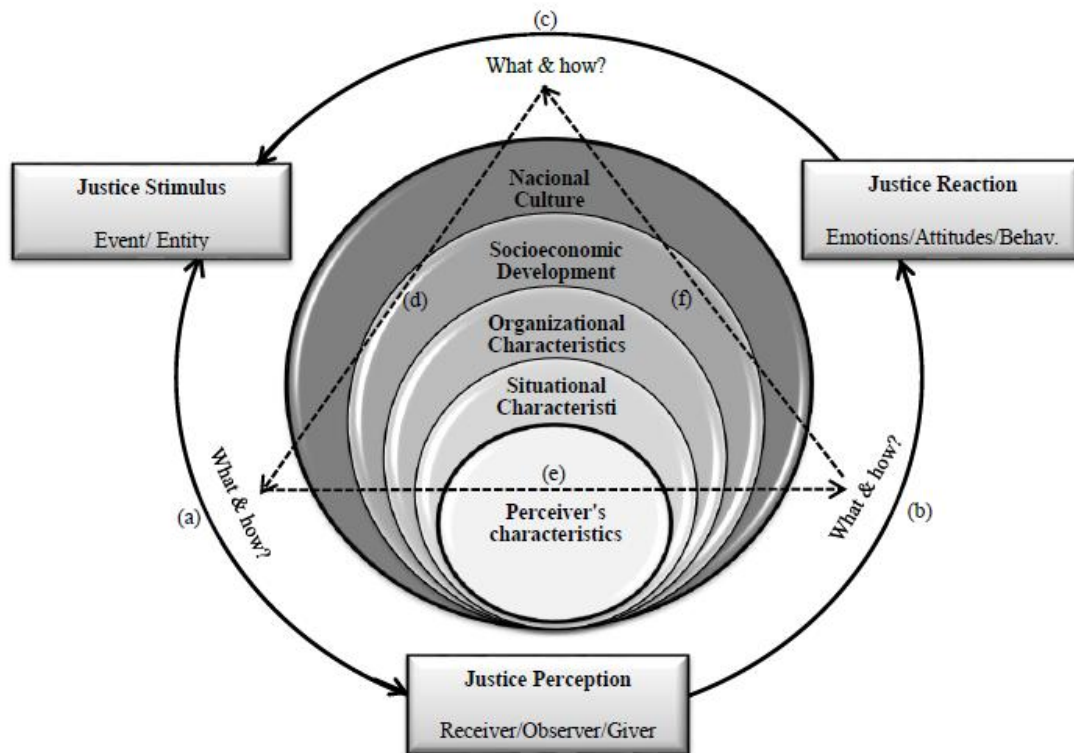 (c)
What & how?
Justice Stimulus
Event/ Entity
Justice Reaction
Emotions/Attitudes/Behav.
Nacional
Culture
Socioeconomic
Development
(d)
(f)
Organizational
Characteristics
Situational
Characteristi
What & how?
(a)
(e)
What & how?
(b)
Perceiver's
characteristics
Justice Perception
Receiver/Observer/Giver